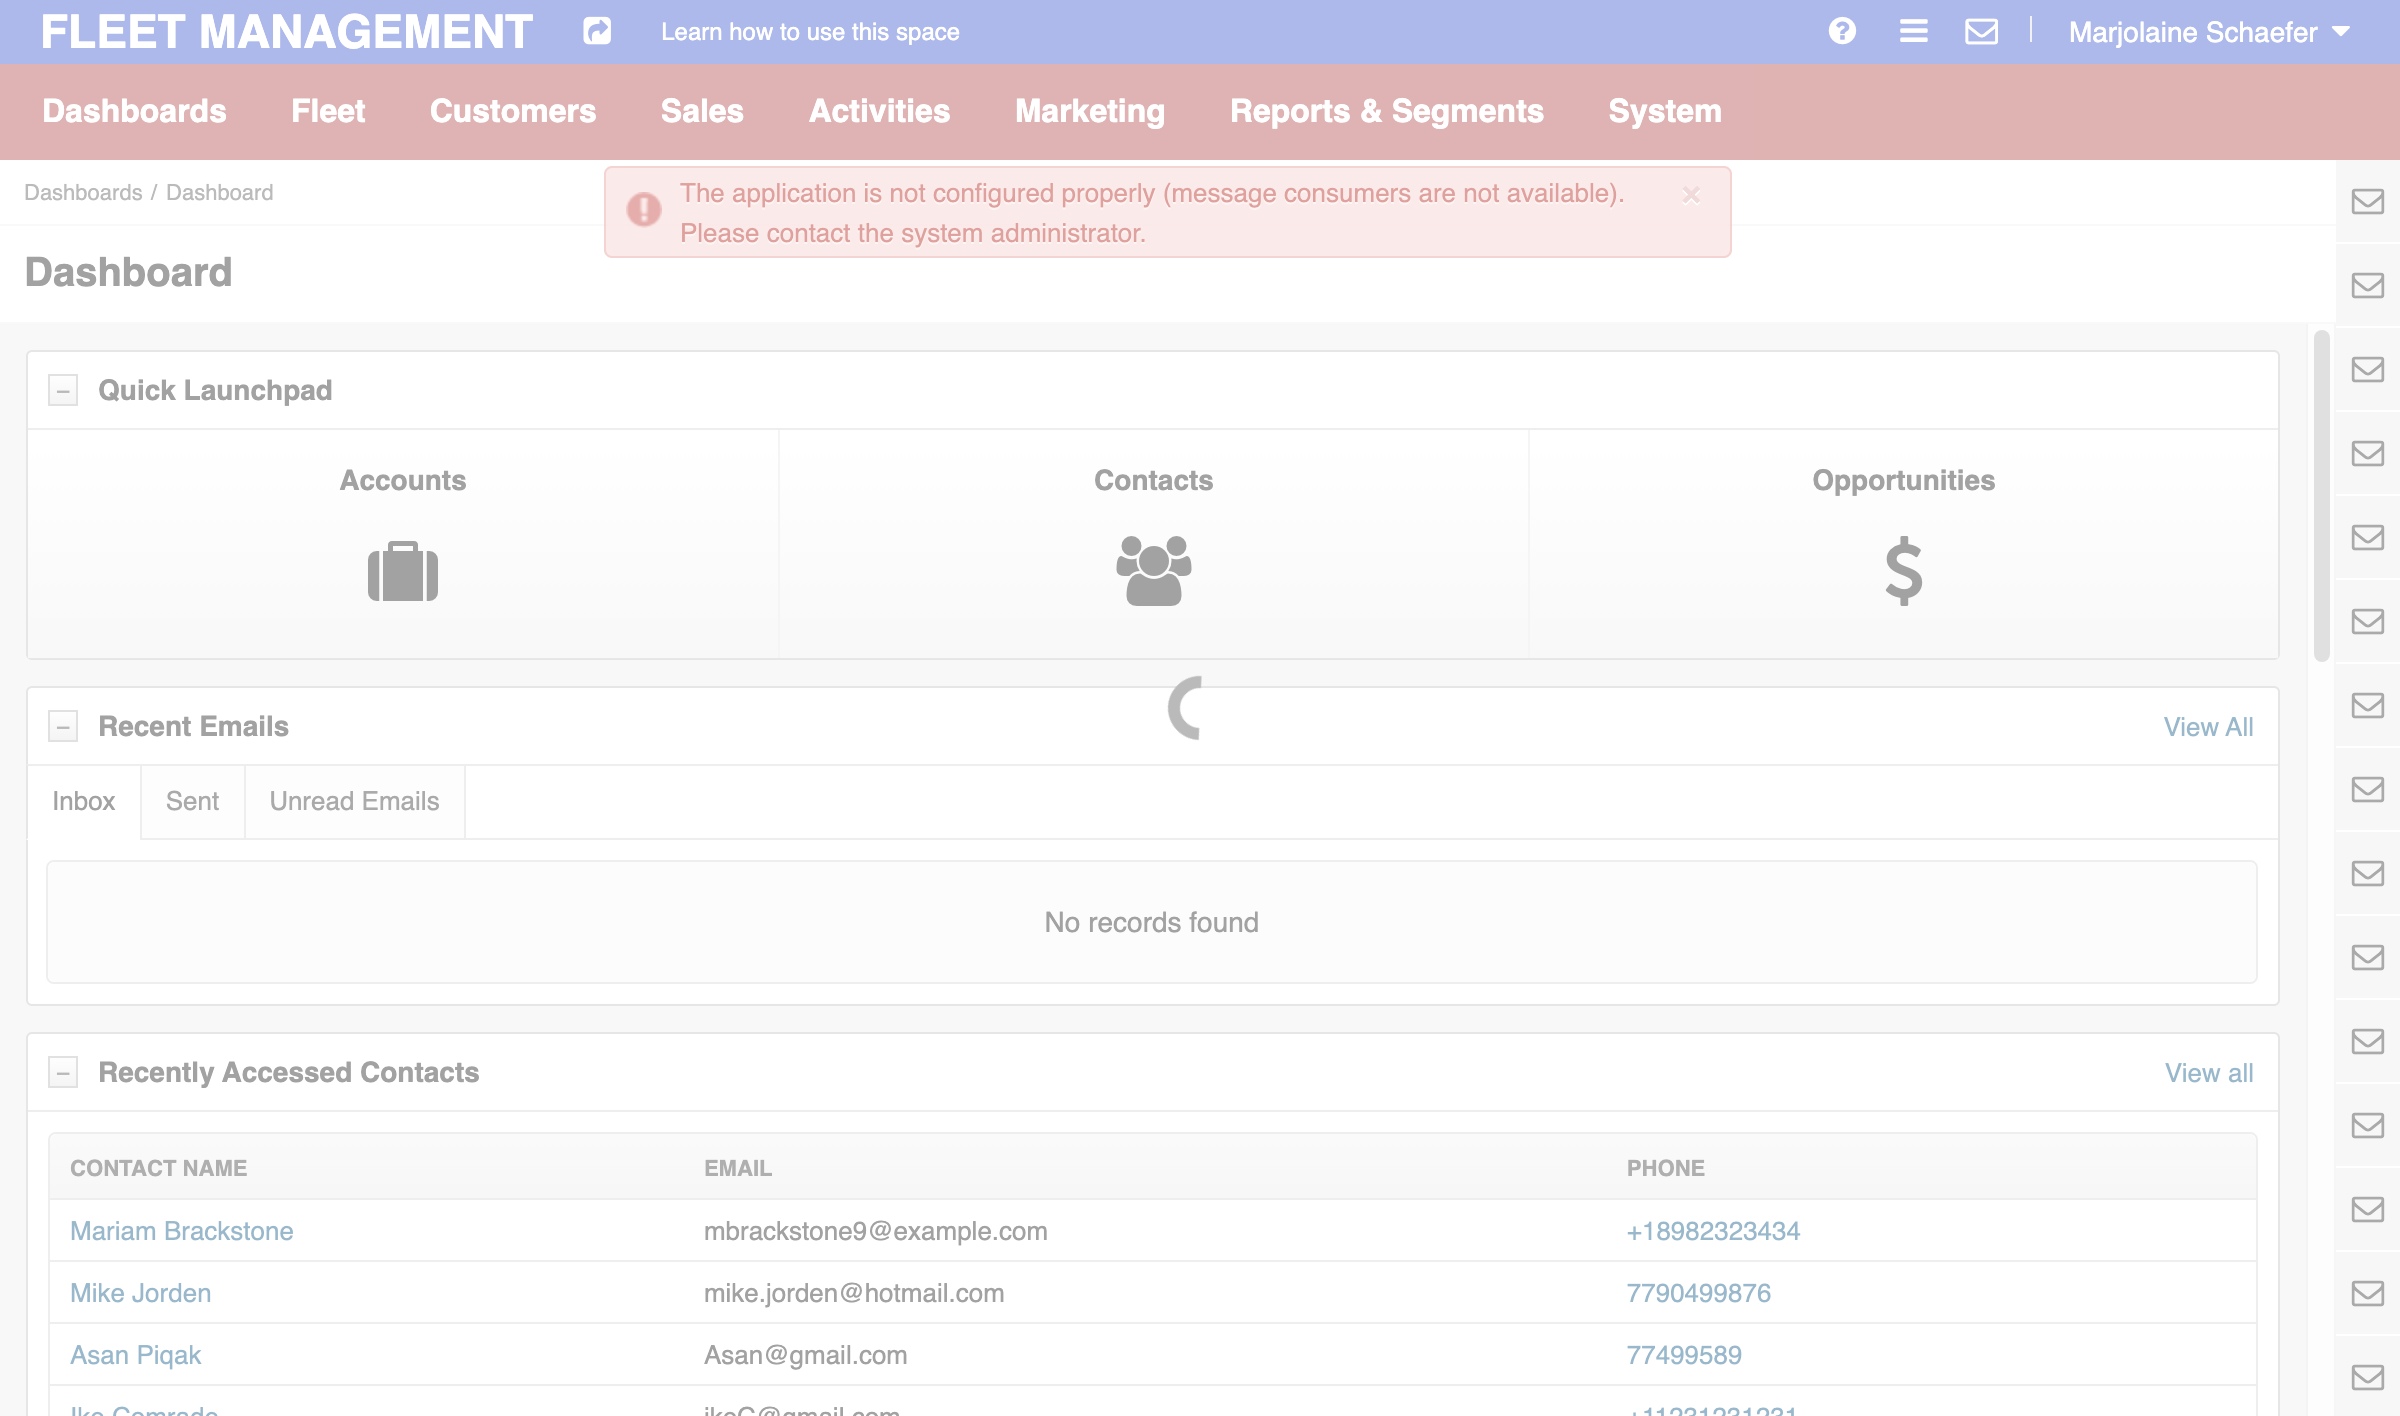 FLEET MANAGEMENT
Learn how to use this space
Marjolaine Schaefer
Dashboards Fleet Customers Sales Activities Marketing Reports & Segments System
Dashboards / Dashboard
The application is not configured properly (message consumers are not available).
Please contact the system administrator.
Dashboard
Quick Launchpad
Accounts Contacts Opportunities
Recent Emails View All
Inbox Sent Unread Emails
No records found
Recently Accessed Contacts View all
CONTACT NAME EMAIL PHONE
Mariam Brackstone mbrackstone9@example.com +18982323434
Mike Jorden mike.jorden@hotmail.com 7790499876
Asan Piqak Asan@gmail.com 77499589